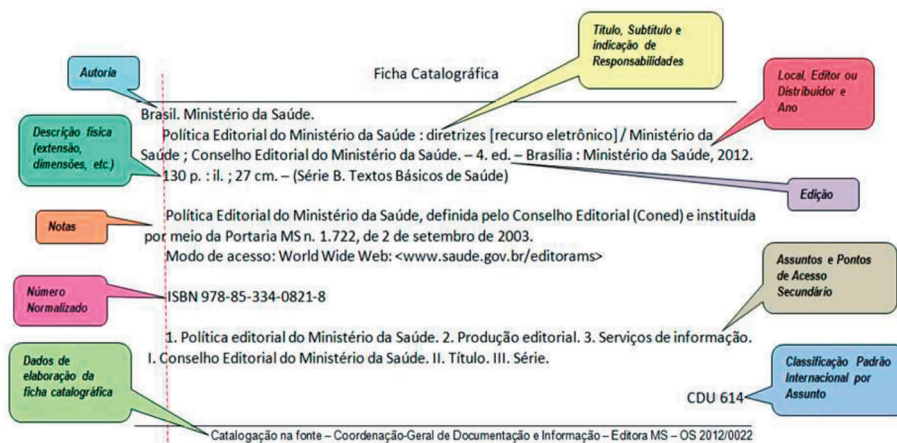 Título, Subtítulo e
indicação de
Responsabilidades
Autoria
Ficha Catalográfica
Local, Editor ou
Distribuidor e
Ano
Brasil. Ministério da Saúde.
Descrição física
(extensão,
dimensões, etc.)
Política Editorial do Ministério da Saúde : diretrizes [recurso eletrônico] / Ministério da
Saúde ; Conselho Editorial do Ministério da Saúde. – 4. ed. – Brasília : Ministério da Saúde, 2012.
130 p. : il. ; 27 cm. – (Série B. Textos Básicos de Saúde)
Edição
Notas
Política Editorial do Ministério da Saúde, definida pelo Conselho Editorial (Coned) e instituída
por meio da Portaria MS n. 1.722, de 2 de setembro de 2003.
Modo de acesso: World Wide Web: <www.saude.gov.br/editorams>
Assuntos e Pontos
de Acesso
Secundário
Número
Normalizado
ISBN 978-85-334-0821-8
1. Política editorial do Ministério da Saúde. 2. Produção editorial. 3. Serviços de informação.
I. Conselho Editorial do Ministério da Saúde. II. Título. III. Série.
Dados de
elaboração da
ficha catalográfica
Classificação Padrão
Internacional por
Assunto
CDU 614
Catalogação na fonte – Coordenação-Geral de Documentação e Informação – Editora MS – OS 2012/0022